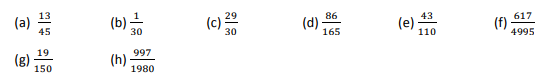 (a) 13/45 (b) 1/30 (c) 29/30 (d) 86/165 (e) 43/110 (f) 617/4995
(g) 19/150 (h) 997/1980